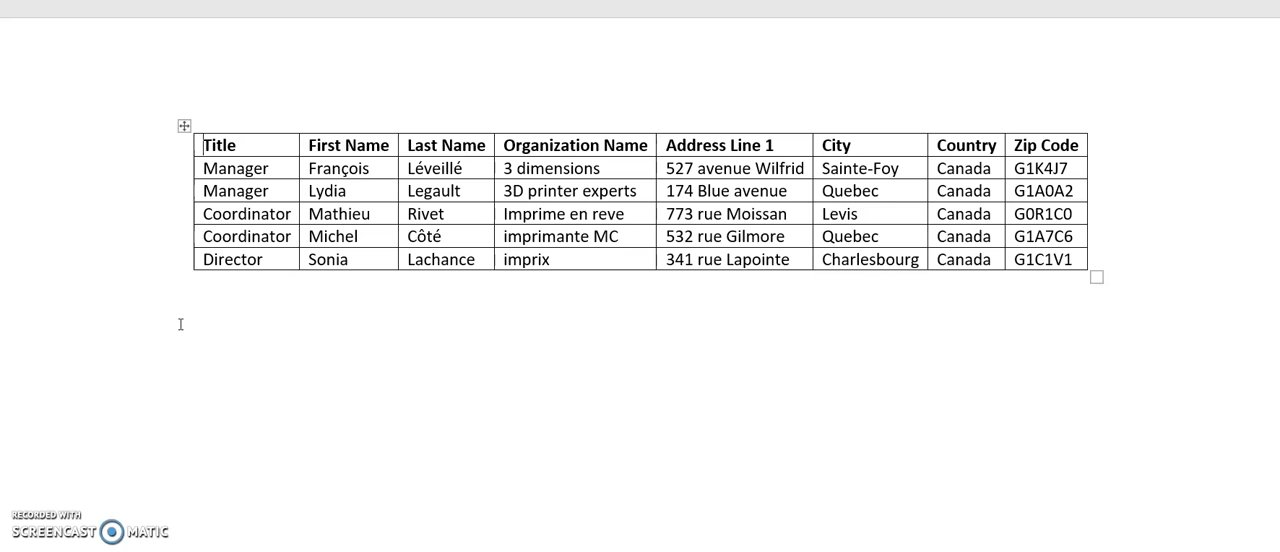 Title First Name Last Name Organization Name Address Line 1 City Country Zip Code
Manager François Léveillé 3 dimensions 527 avenue Wilfrid Sainte-Foy Canada G1K4J7
Manager Lydia Legault 3D printer experts 174 Blue avenue Quebec Canada G1A0A2
Coordinator Mathieu Rivet Imprime en reve 773 rue Moissan Levis Canada G0R1C0
Coordinator Michel Côté imprimante MC 532 rue Gilmore Quebec Canada G1A7C6
Director Sonia Lachance imprix 341 rue Lapointe Charlesbourg Canada G1C1V1
RECORDED WITH
SCREENCAST MATIC